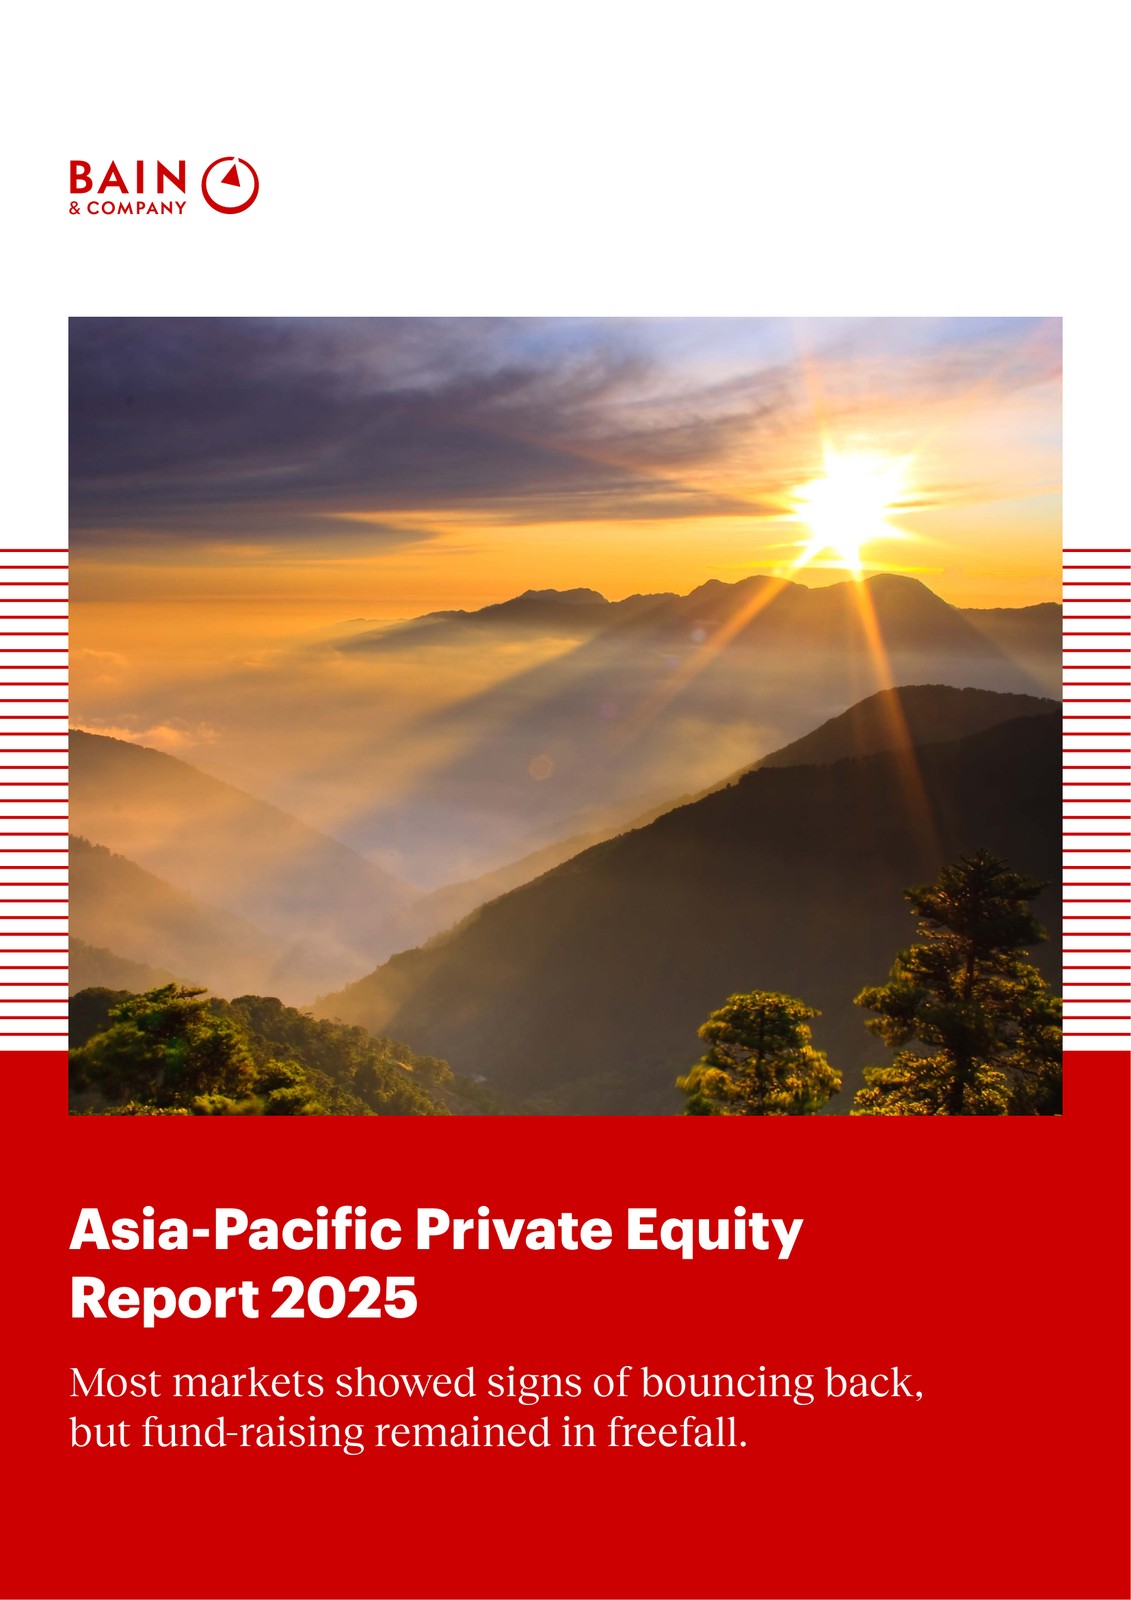 BAIN
& COMPANY
Asia-Pacific Private Equity
Report 2025
Most markets showed signs of bouncing back,
but fund-raising remained in freefall.